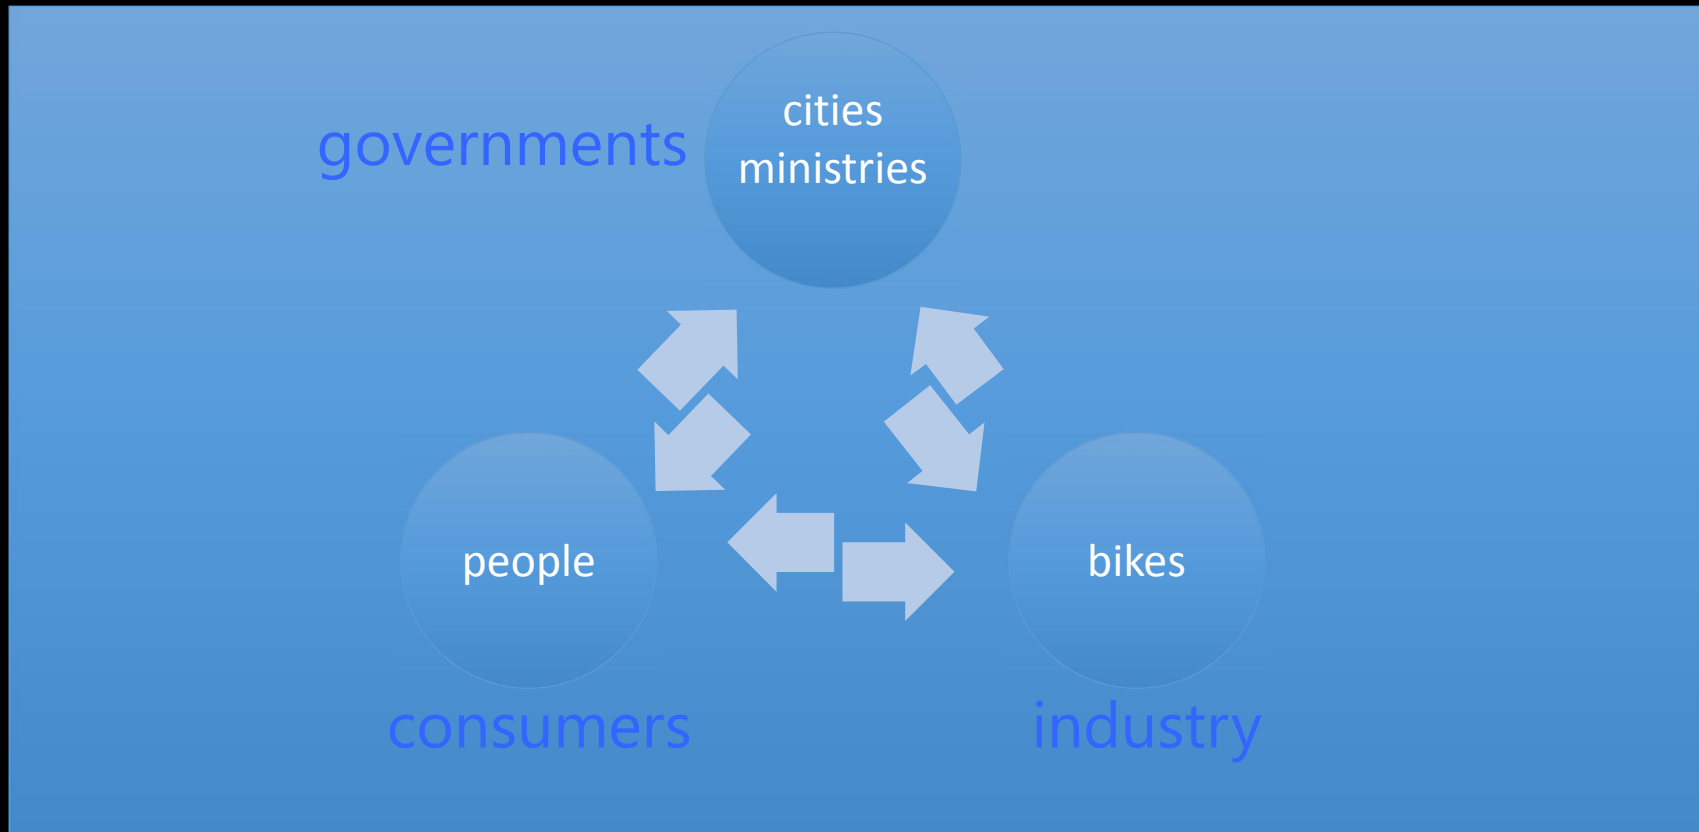 cities
governments
ministries
people
bikes
consumers
industry